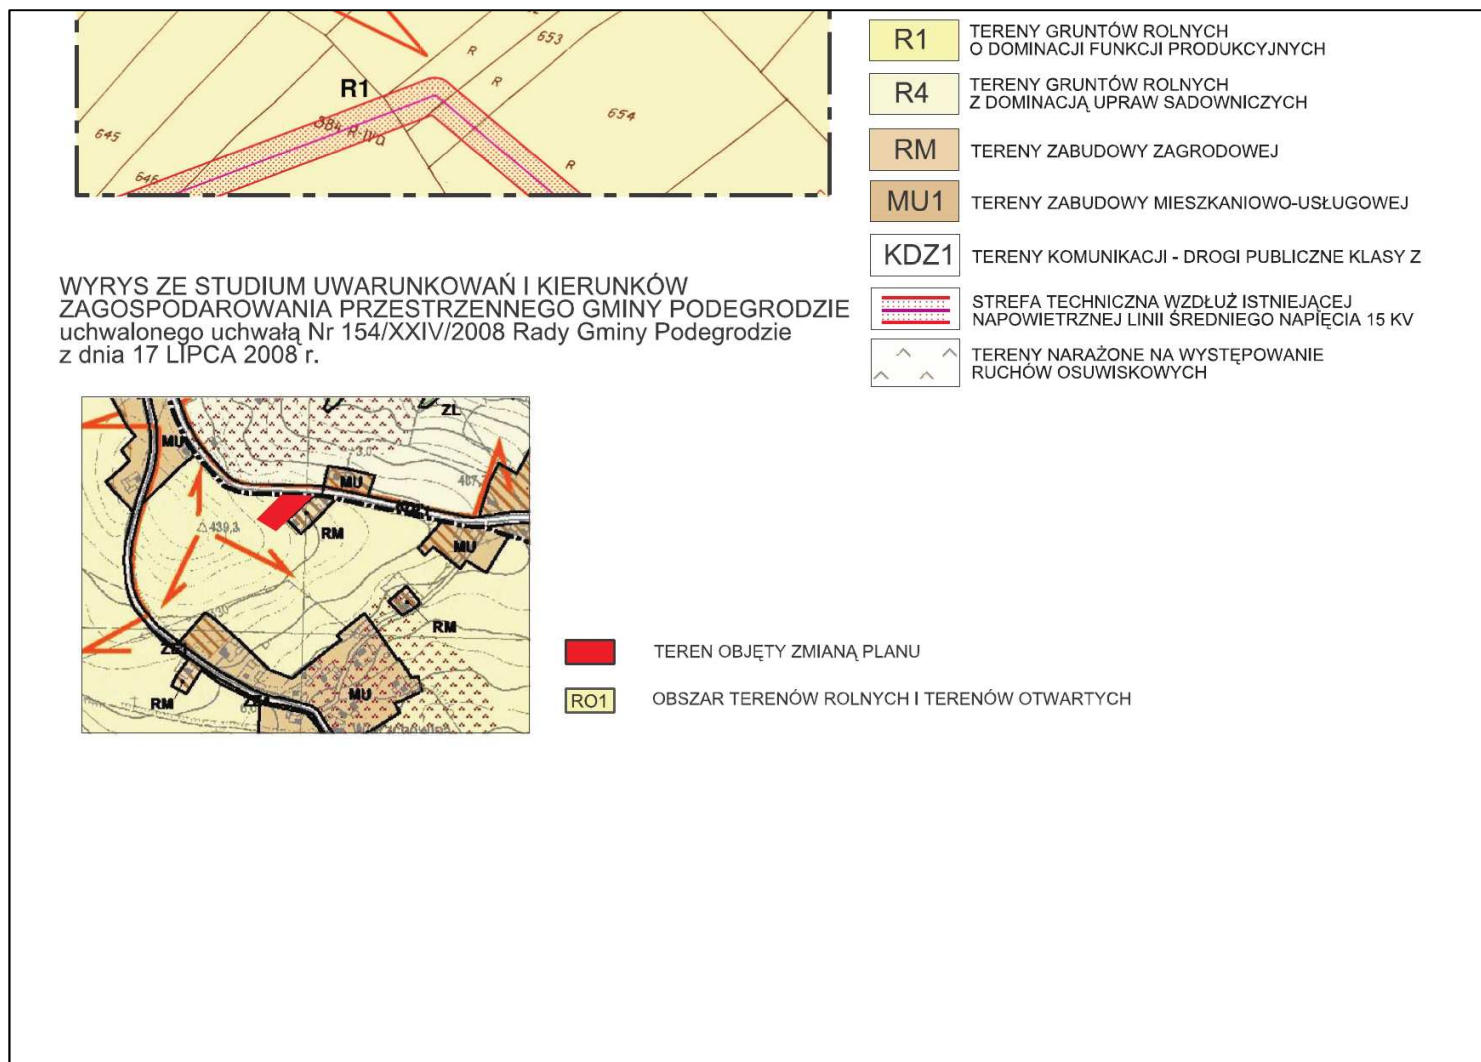 653
R
R1
R
654
384 R-IVa
645
R
646
R1
TERENY GRUNTÓW ROLNYCH
O DOMINACJI FUNKCJI PRODUKCYJNYCH
R4
TERENY GRUNTÓW ROLNYCH
Z DOMINACJĄ UPRAW SADOWNICZYCH
RM
TERENY ZABUDOWY ZAGRODOWEJ
MU1
TERENY ZABUDOWY MIESZKANIOWO-USŁUGOWEJ
KDZ1
TERENY KOMUNIKACJI - DROGI PUBLICZNE KLASY Z
STREFA TECHNICZNA WZDŁUŻ ISTNIEJĄCEJ
NAPOWIETRZNEJ LINII ŚREDNIEGO NAPIĘCIA 15 KV
TERENY NARAŻONE NA WYSTĘPOWANIE
RUCHÓW OSUWISKOWYCH
WYRYS ZE STUDIUM UWARUNKOWAŃ I KIERUNKÓW
ZAGOSPODAROWANIA PRZESTRZENNEGO GMINY PODEGRODZIE
uchwalonego uchwałą Nr 154/XXIV/2008 Rady Gminy Podegrodzie
z dnia 17 LIPCA 2008 r.
ZL
MU
3,0
MU
439,3
RM
MU
RM
RM
MU
TEREN OBJĘTY ZMIANĄ PLANU
RO1
OBSZAR TERENÓW ROLNYCH I TERENÓW OTWARTYCH